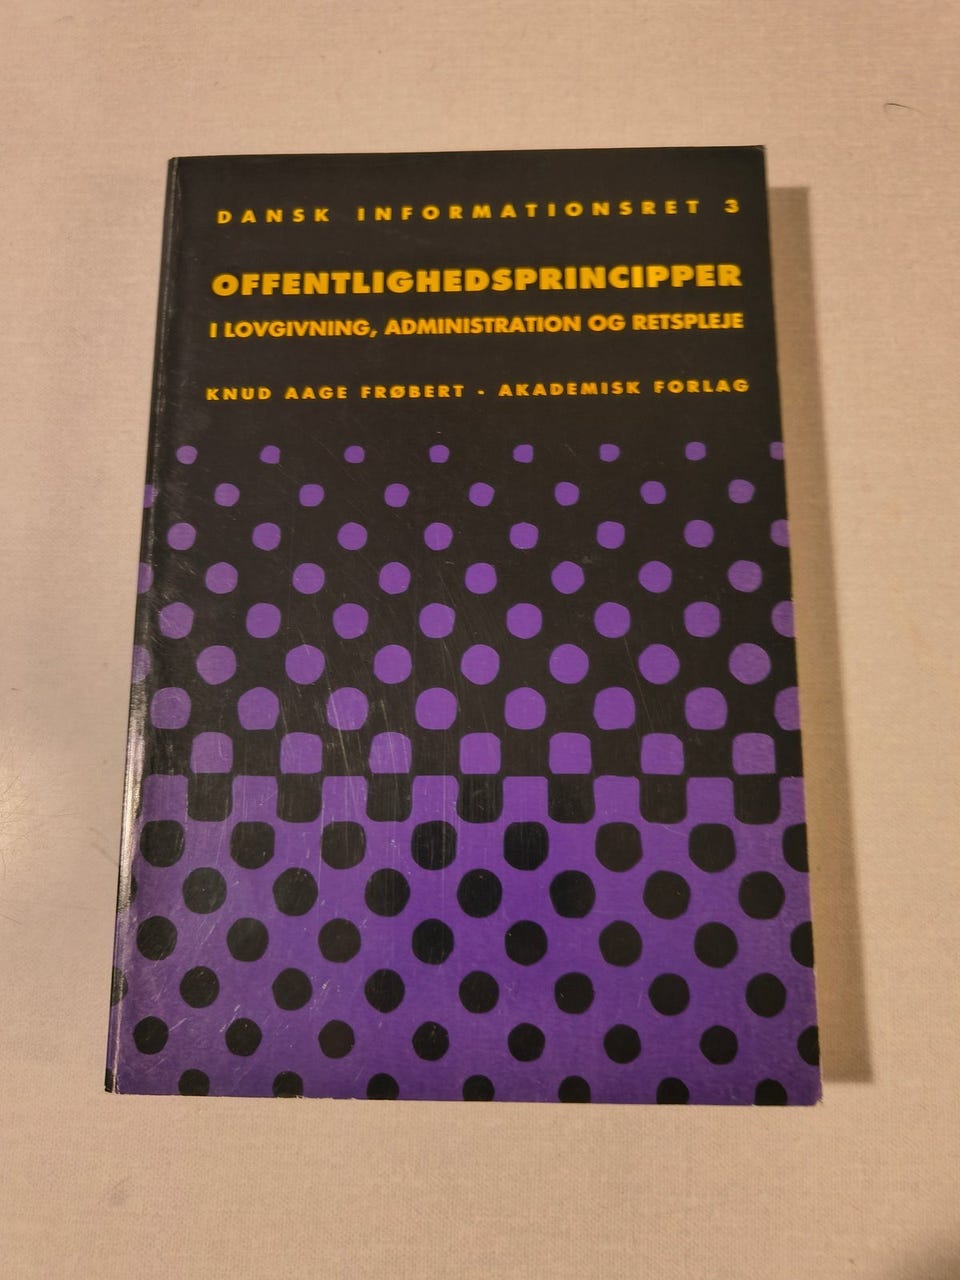 DANSK INFORMATIONSRET 3
OFFENTLIGHEDSPRINCIPPER
I LOVGIVNING, ADMINISTRATION OG RETSPLEJE
KNUD AAGE FRØBERT - AKADEMISK FORLAG